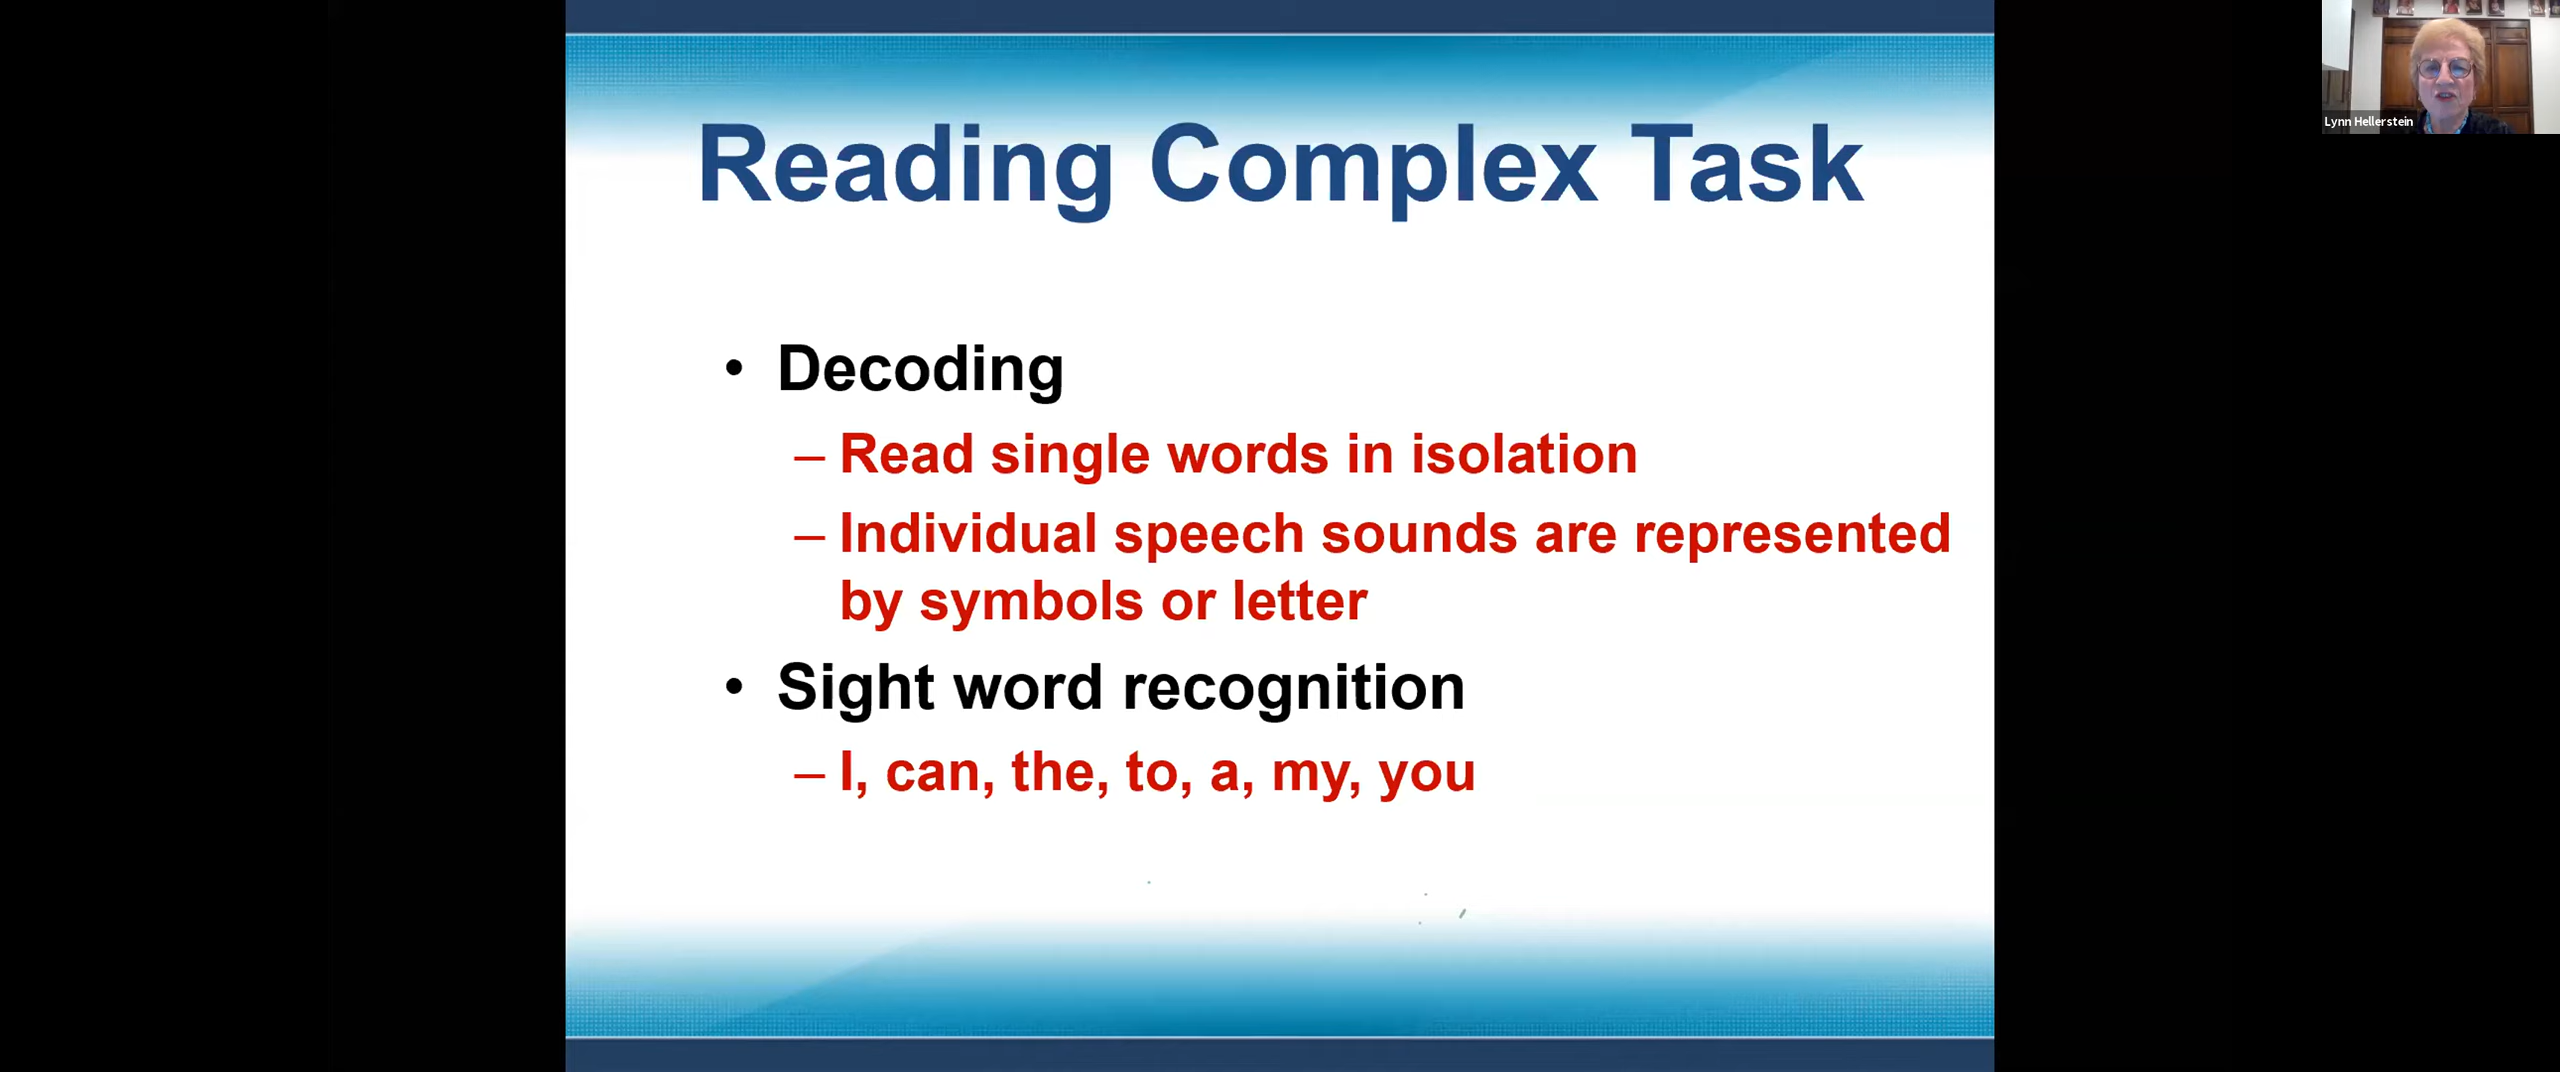 Reading Complex Task
• Decoding
– Read single words in isolation
– Individual speech sounds are represented
by symbols or letter
• Sight word recognition
– I, can, the, to, a, my, you
Lynn Hellerstein